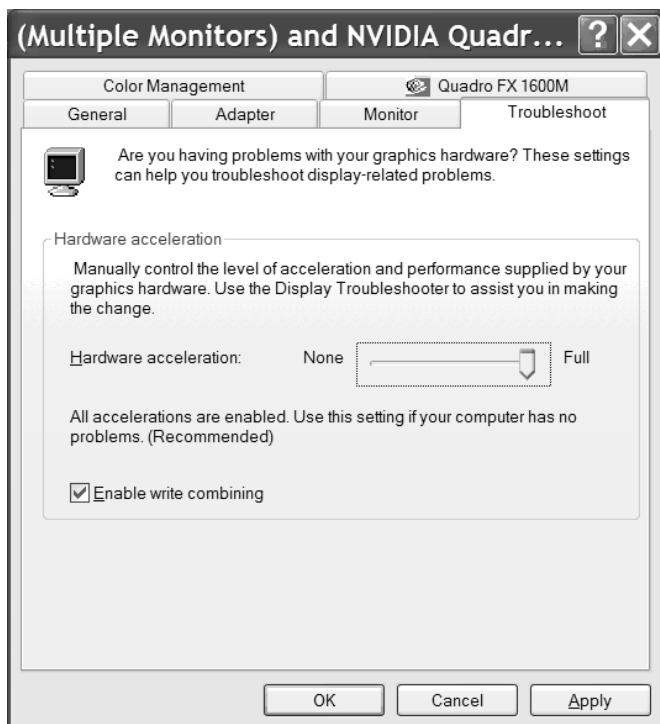 (Multiple Monitors) and NVIDIA Quadr... ? X
Color Management Quadro FX 1600M
General Adapter Monitor Troubleshoot
Are you having problems with your graphics hardware? These settings
can help you troubleshoot display-related problems.
Hardware acceleration
Manually control the level of acceleration and performance supplied by your
graphics hardware. Use the Display Troubleshooter to assist you in making
the change.
Hardware acceleration: None Full
All accelerations are enabled. Use this setting if your computer has no
problems. (Recommended)
Enable write combining
OK Cancel Apply